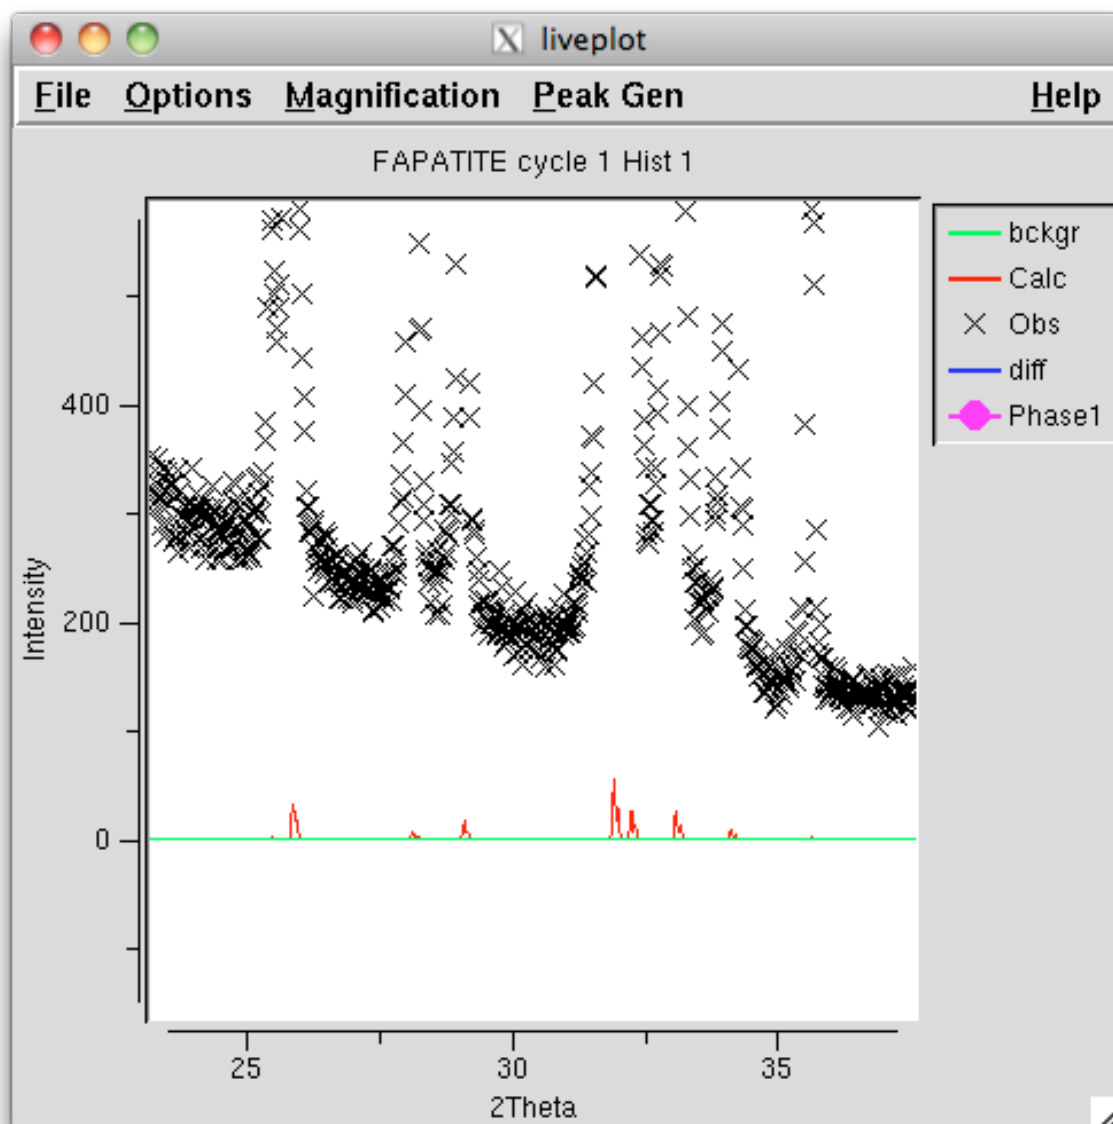 liveplot
File Options Magnification Peak Gen Help
FAPATITE cycle 1 Hist 1
bckgr
Calc
Obs
diff
Phase1
Intensity
400
200
0
25 30 35
2Theta